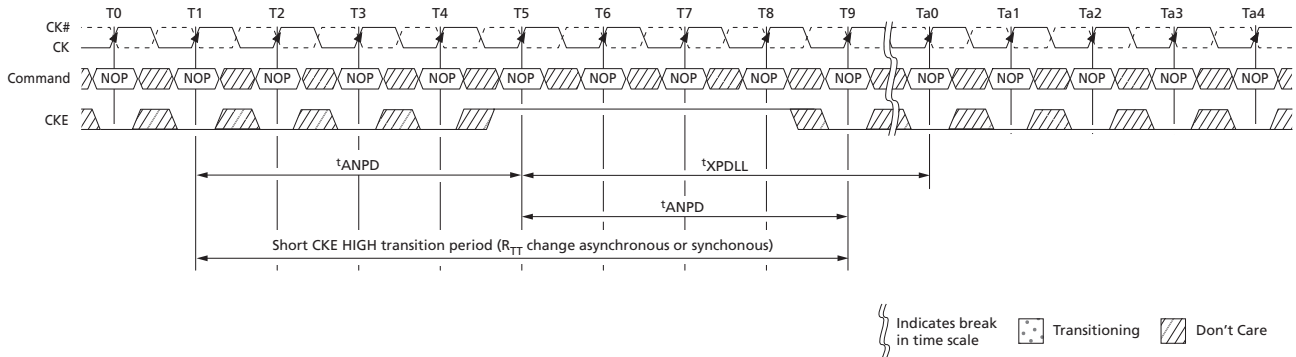 T0 T1 T2 T3 T4 T5 T6 T7 T8 T9 Ta0 Ta1 Ta2 Ta3 Ta4
CK#
CK
Command NOP NOP NOP NOP NOP NOP NOP NOP NOP NOP NOP NOP NOP NOP NOP
CKE
tANPD tXPDLL
tANPD
Short CKE HIGH transition period (RTT change asynchronous or synchonous)
Indicates break
in time scale
Transitioning
Don't Care